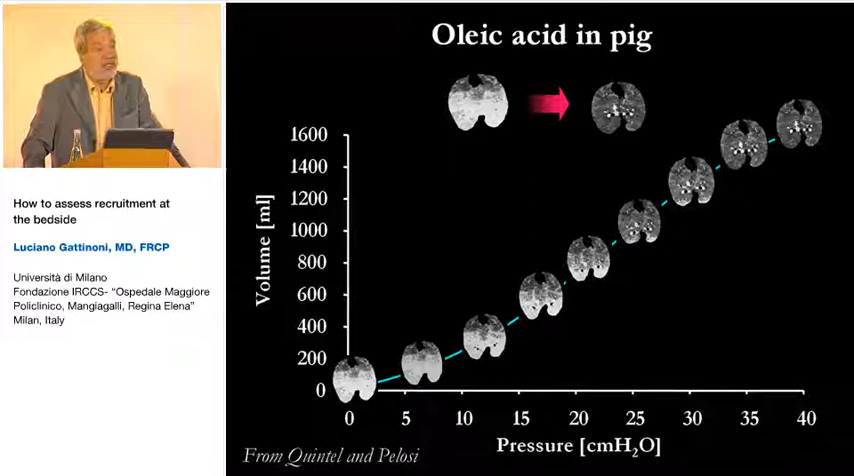 How to assess recruitment at
the bedside
Luciano Gattinoni, MD, FRCP
Università di Milano
Fondazione IRCCS- “Ospedale Maggiore
Policlinico, Mangiagalli, Regina Elena”
Milan, Italy
Oleic acid in pig
Volume [ml]
1600
1400
1200
1000
800
600
400
200
0
0 5 10 15 20 25 30 35 40
Pressure [cmH₂O]
From Quintel and Pelosi